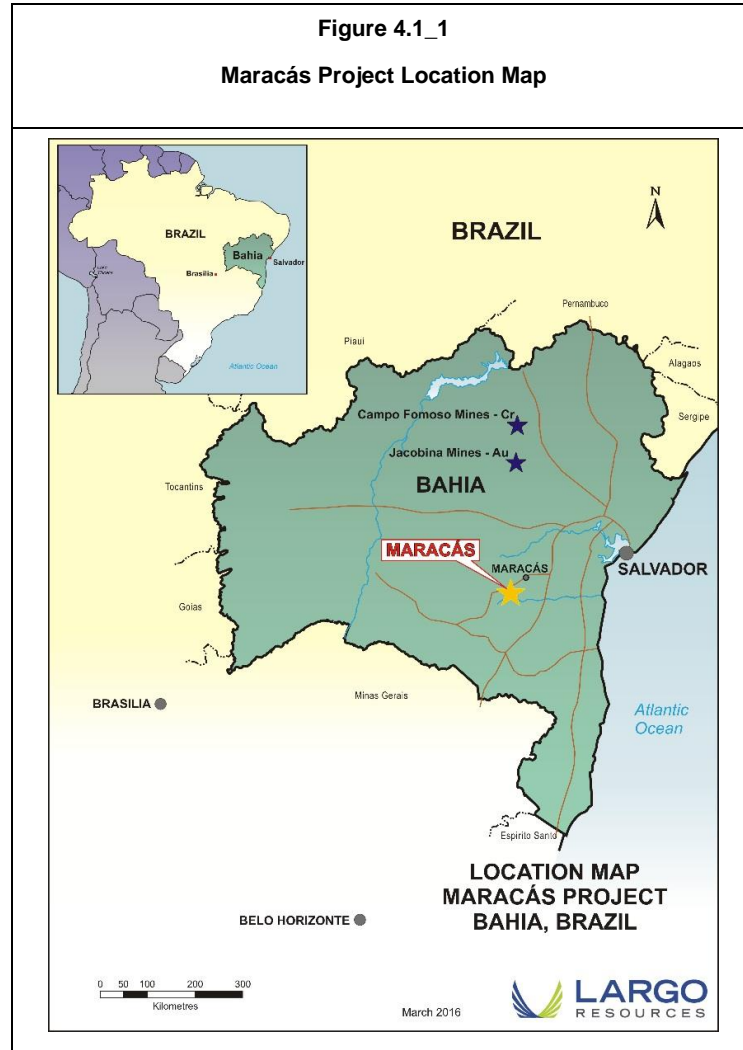 Figure 4.1_1
Maracás Project Location Map
BRAZIL
Bahia
Salvador
Brasilia
Atlantic Ocean
N
BRAZIL
Pernambuco
Piaui
Alagaos
Sergipe
Campo Fomoso Mines - Cr
Jacobina Mines - Au
BAHIA
Tocantins
MARACÁS
MARACÁS
SALVADOR
Goias
Minas Gerais
BRASILIA
Atlantic
Ocean
Espirito Santo
LOCATION MAP
MARACÁS PROJECT
BAHIA, BRAZIL
BELO HORIZONTE
0 50 100 200 300
Kilometres
March 2016
LARGO
RESOURCES